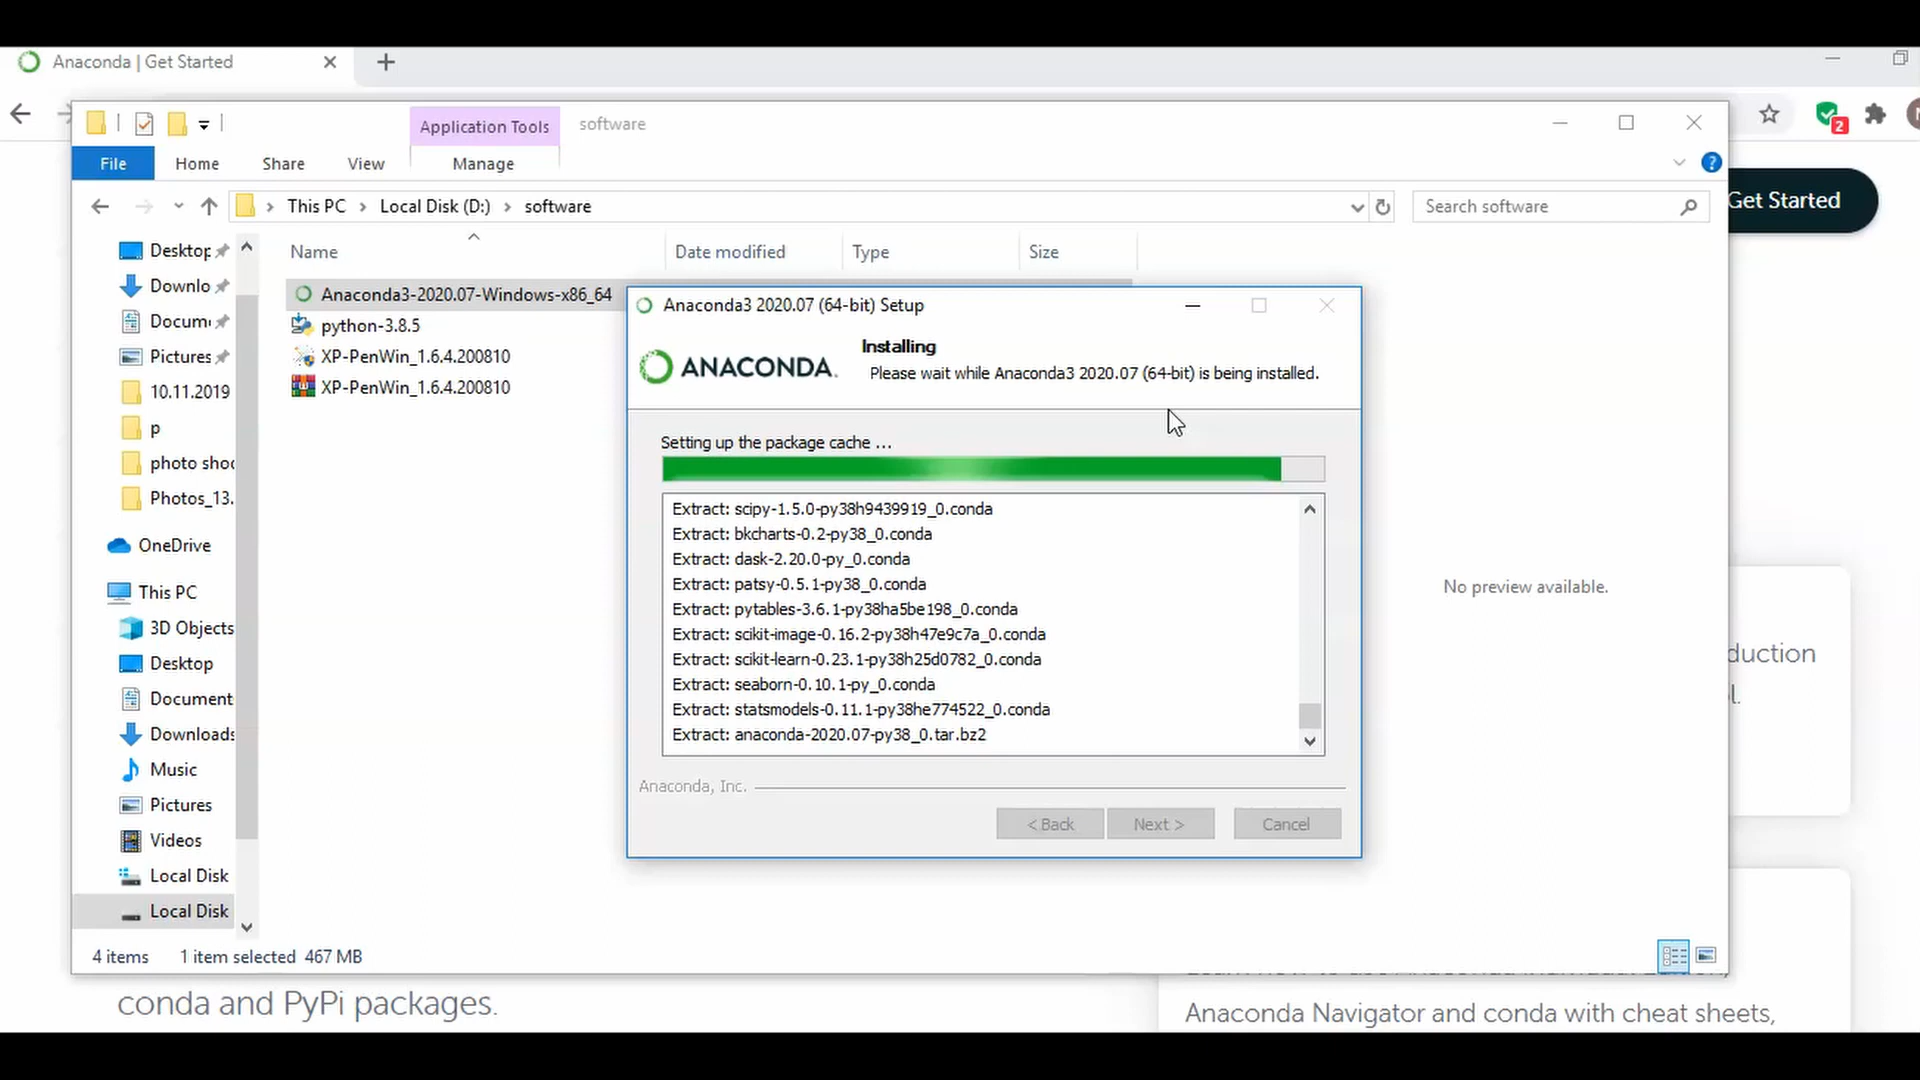 Anaconda | Get Started
2
Get Started
Application Tools
software
File
Home
Share
View
Manage
This PC
Local Disk (D:)
software
Search software
Name
Date modified
Type
Size
Desktop
Downlo
Docum
Pictures
10.11.2019
p
photo shoo
Photos_13.
OneDrive
This PC
3D Objects
Desktop
Document
Downloads
Music
Pictures
Videos
Local Disk
Local Disk
Anaconda3-2020.07-Windows-x86_64
python-3.8.5
XP-PenWin_1.6.4.200810
XP-PenWin_1.6.4.200810
Anaconda3 2020.07 (64-bit) Setup
ANACONDA.
Installing
Please wait while Anaconda3 2020.07 (64-bit) is being installed.
Setting up the package cache ...
Extract: scipy-1.5.0-py38h9439919_0.conda
Extract: bkcharts-0.2-py38_0.conda
Extract: dask-2.20.0-py_0.conda
Extract: patsy-0.5.1-py38_0.conda
Extract: pytables-3.6.1-py38ha5be198_0.conda
Extract: scikit-image-0.16.2-py38h47e9c7a_0.conda
Extract: scikit-learn-0.23.1-py38h25d0782_0.conda
Extract: seaborn-0.10.1-py_0.conda
Extract: statsmodels-0.11.1-py38he774522_0.conda
Extract: anaconda-2020.07-py38_0.tar.bz2
Anaconda, Inc.
< Back
Next >
Cancel
No preview available.
duction
l.
4 items
1 item selected 467 MB
conda and PyPi packages.
Anaconda Navigator and conda with cheat sheets,